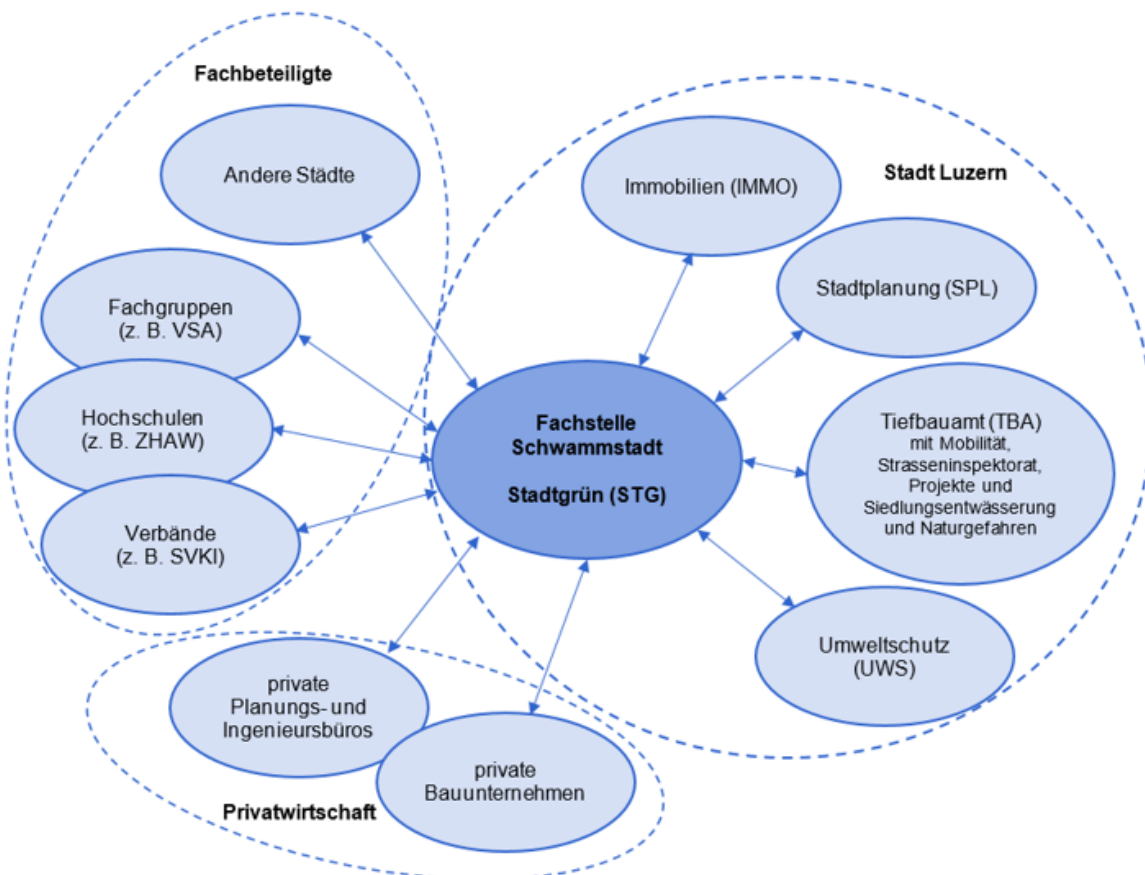 Fachbeteiligte
Andere Städte
Fachgruppen
(z. B. VSA)
Hochschulen
(z. B. ZHAW)
Verbände
(z. B. SVKI)
Stadt Luzern
Immobilien (IMMO)
Stadtplanung (SPL)
Tiefbauamt (TBA)
mit Mobilität,
Strasseninspektorat,
Projekte und
Siedlungsentwässerung
und Naturgefahren
Umweltschutz
(UWS)
Fachstelle
Schwammstadt
Stadtgrün (STG)
private
Planungs- und
Ingenieursbüros
private
Bauunternehmen
Privatwirtschaft